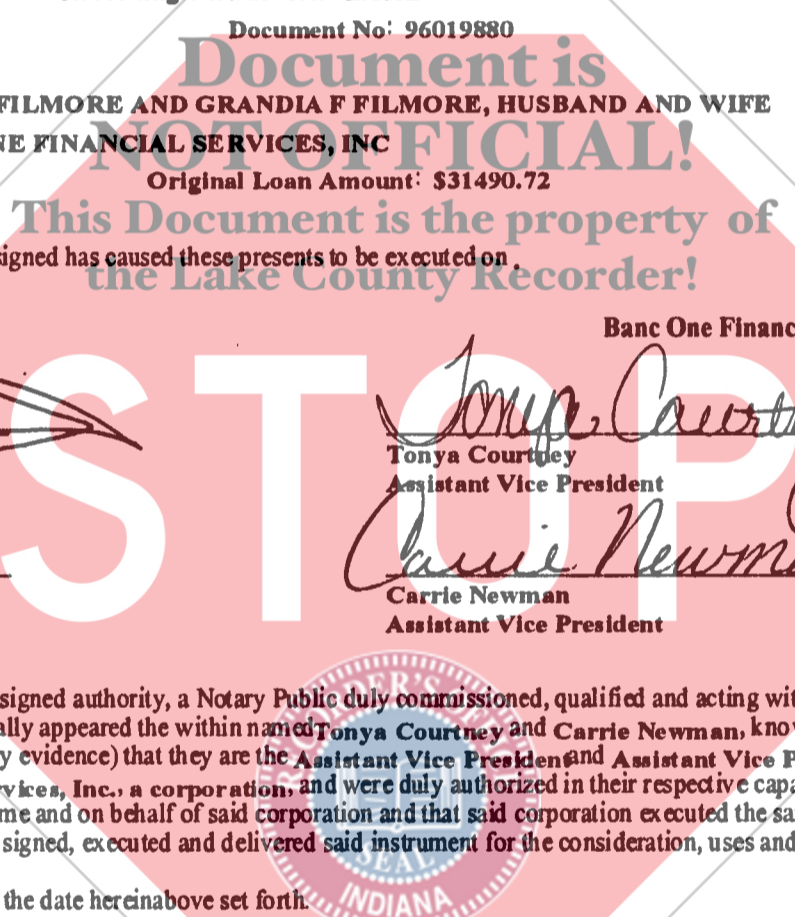 Document No: 96019880
Document is
FILMORE AND GRANDIA F FILMORE, HUSBAND AND WIFE
NOT OFFICIAL!
NE FINANCIAL SERVICES, INC
Original Loan Amount: $31490.72
This Document is the property of
signed has caused these presents to be executed on .
the Lake County Recorder!
Banc One Financ
STOP
Tonya Courtn
Tonya Courtney
Assistant Vice President
Carrie Newma
Carrie Newman
Assistant Vice President
signed authority, a Notary Public duly commissioned, qualified and acting wit
ally appeared the within named Tonya Courtney and Carrie Newman, kno
y evidence) that they are the Assistant Vice President and Assistant Vice P
vices, Inc., a corporation, and were duly authorized in their respective capa
me and on behalf of said corporation and that said corporation executed the sa
signed, executed and delivered said instrument for the consideration, uses and
the date hereinabove set forth.
RECORDER'S OFFICE
SEAL
INDIANA